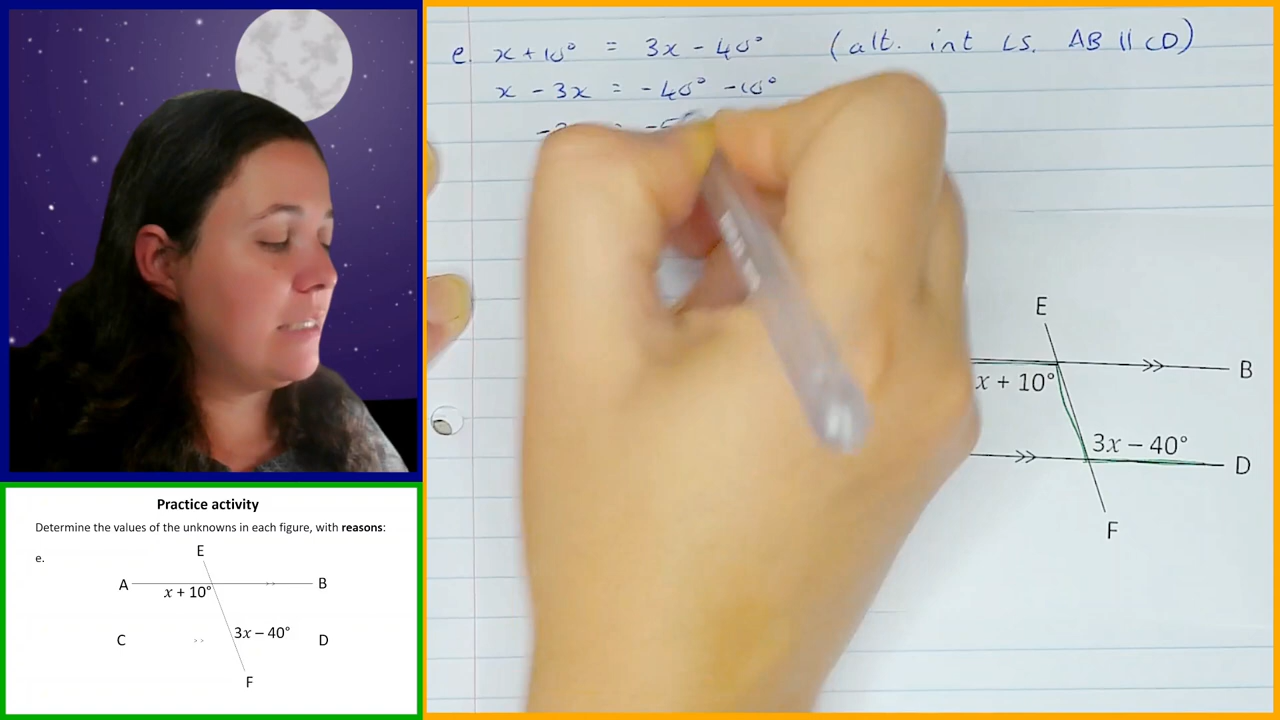 e. x + 10° = 3x - 40° (alt. int ∠s. AB || CD)
x - 3x = - 40° - 10°
E
B
x + 10°
3x – 40°
D
F
Practice activity
Determine the values of the unknowns in each figure, with reasons:
e.
E
A
B
x + 10°
C
3x – 40°
D
F